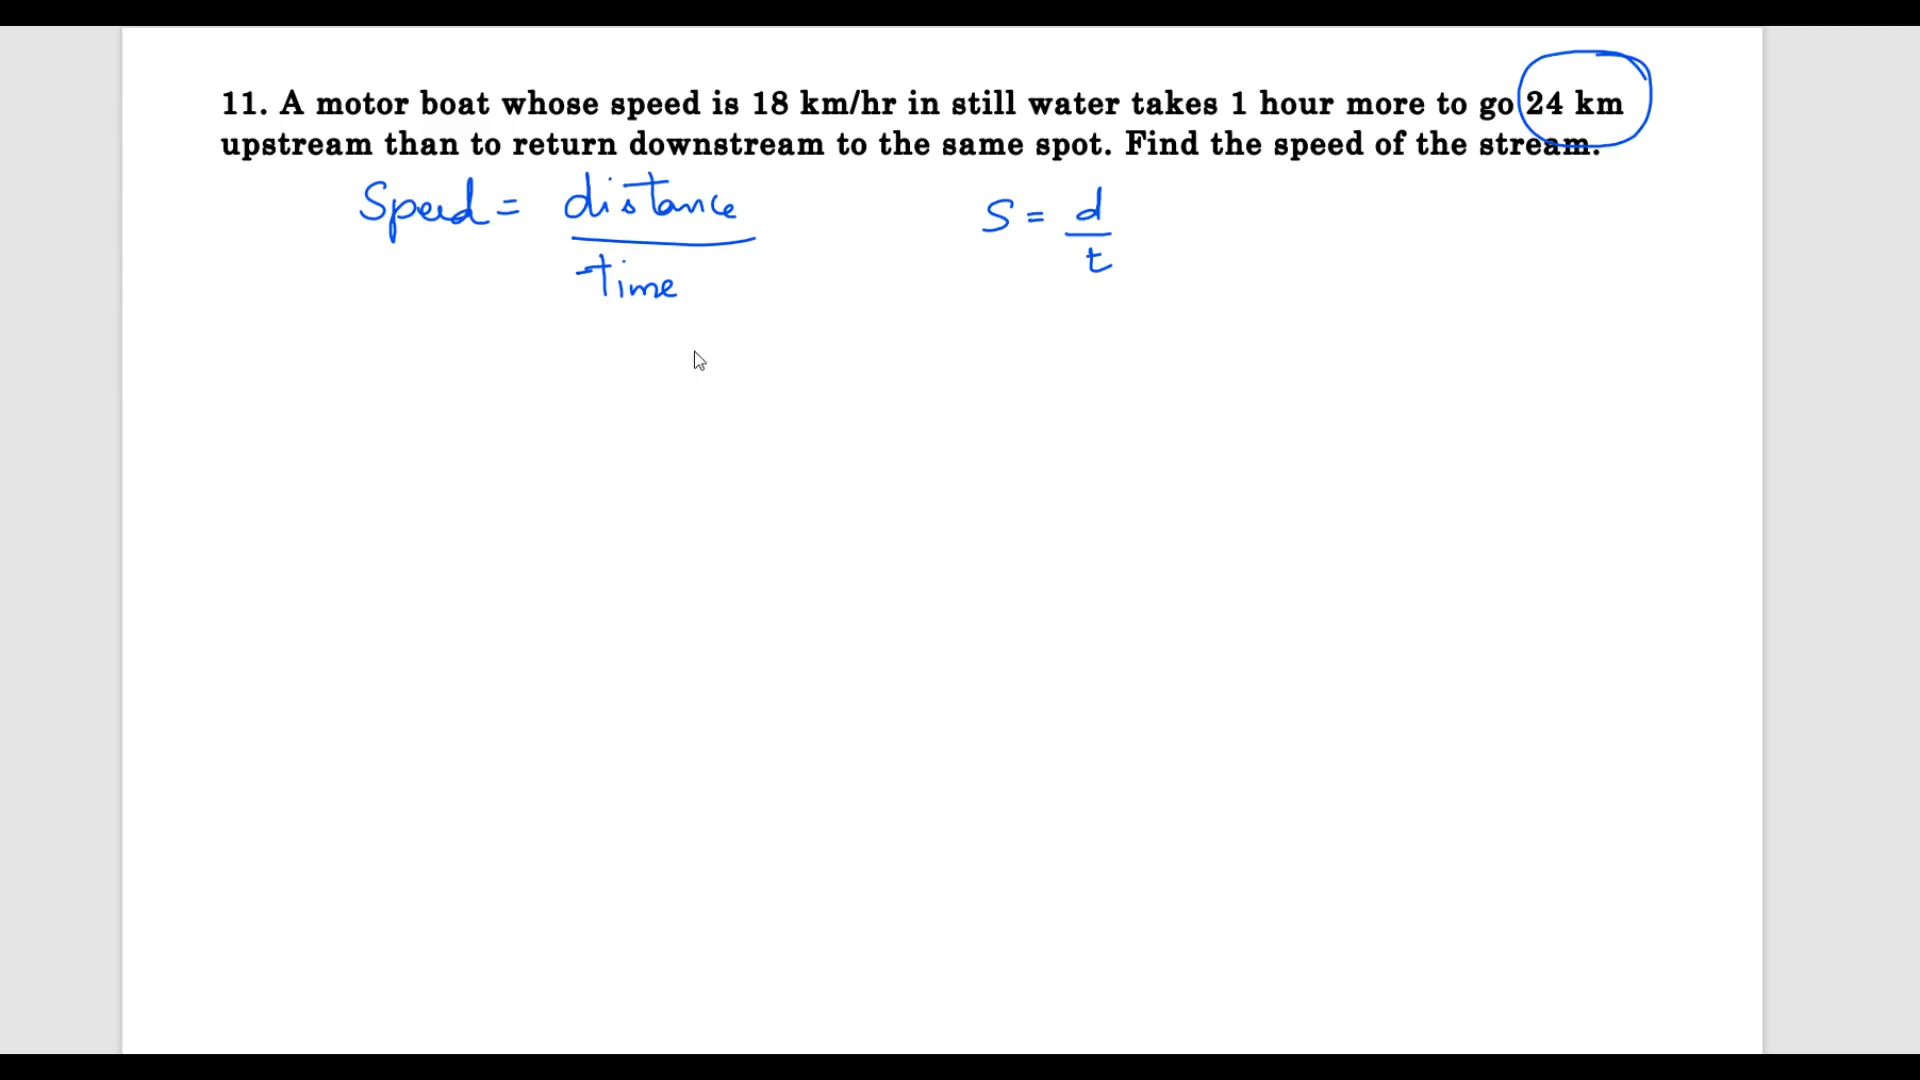 11. A motor boat whose speed is 18 km/hr in still water takes 1 hour more to go 24 km
upstream than to return downstream to the same spot. Find the speed of the stream.
Speed = distance / time
S = d / t